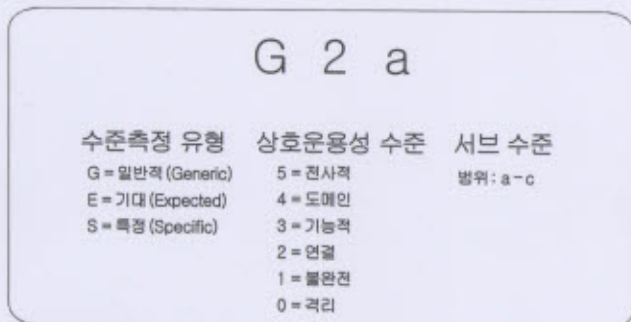 G 2 a
수준측정 유형 상호운용성 수준 서브 수준
G = 일반적 (Generic) 5 = 전사적 범위: a-c
E = 기대 (Expected) 4 = 도메인
S = 특정 (Specific) 3 = 기능적
2 = 연결
1 = 불완전
0 = 격리